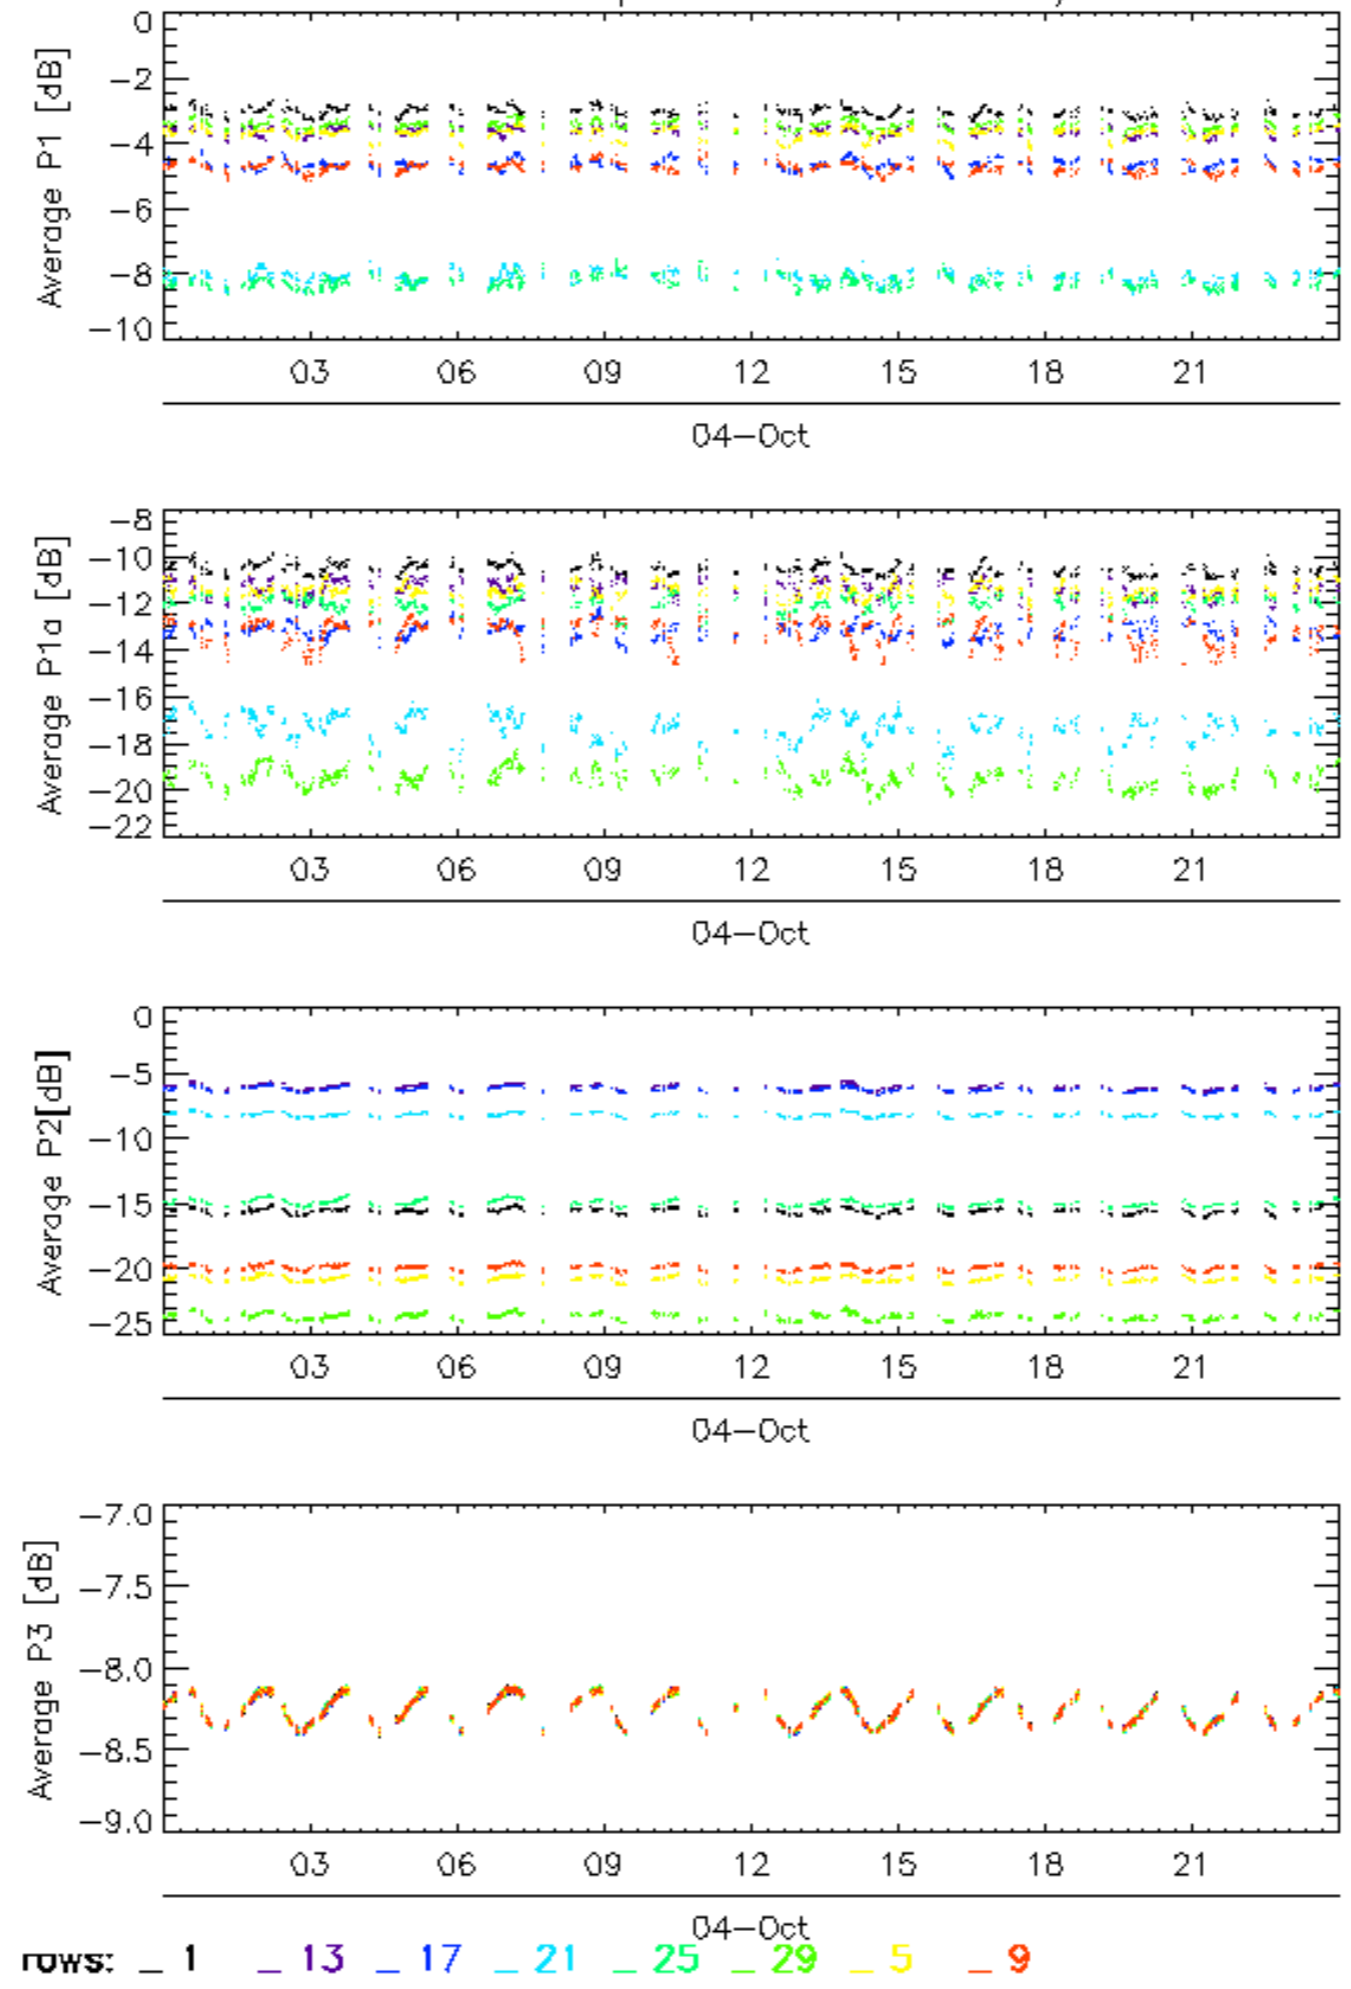 Average P1 [dB]
0
−2
−4
−6
−8
−10
03 06 09 12 15 18 21
04−Oct
Average P1a [dB]
−8
−10
−12
−14
−16
−18
−20
−22
03 06 09 12 15 18 21
04−Oct
Average P2[dB]
0
−5
−10
−15
−20
−25
03 06 09 12 15 18 21
04−Oct
Average P3 [dB]
−7.0
−7.5
−8.0
−8.5
−9.0
03 06 09 12 15 18 21
04−Oct
rows: _ 1 _ 13 _ 17 _ 21 _ 25 _ 29 _ 5 _ 9